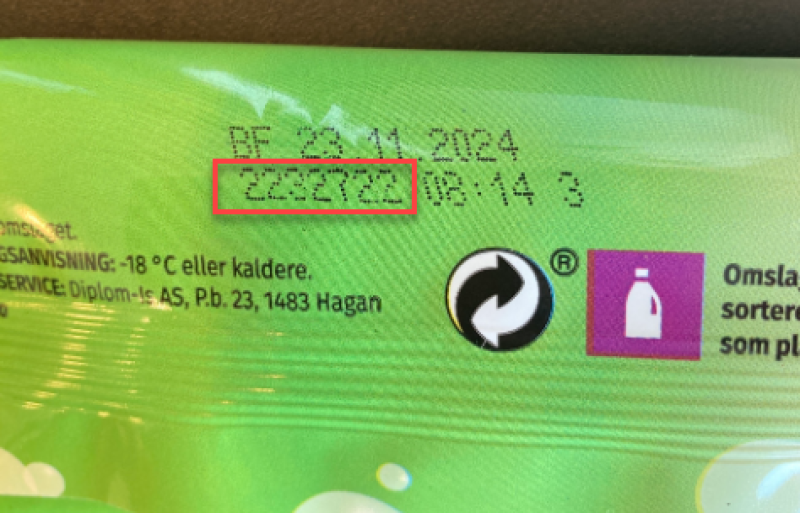 BF 23.11.2024
2232722 08:14 3
omslaget.
GSANVISNING: -18 °C eller kaldere.
SERVICE: Diplom-Is AS, P.b. 23, 1483 Hagan
®
Omsla
sortere
som pl